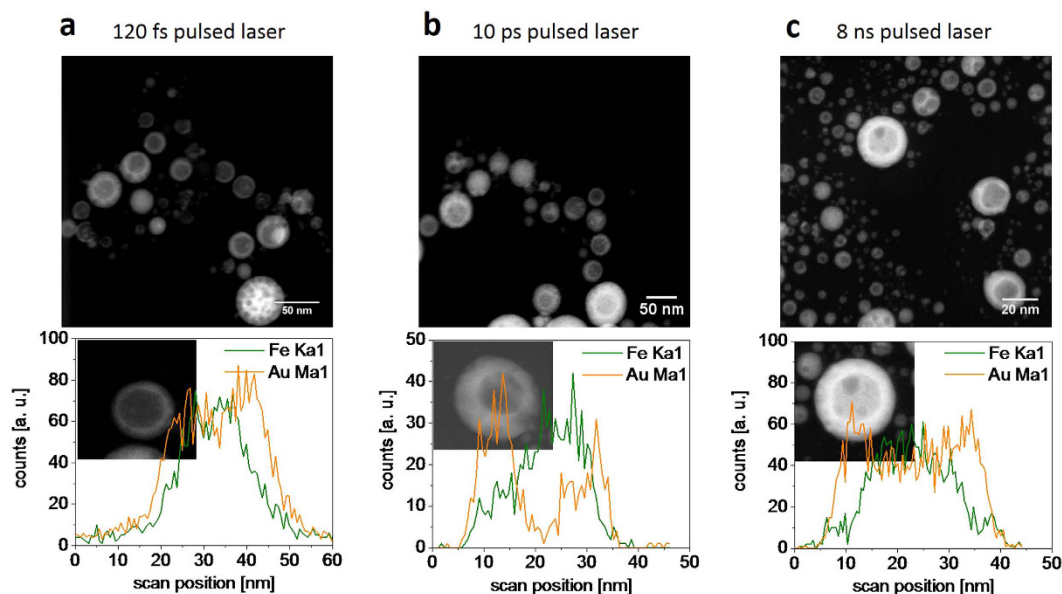 a 120 fs pulsed laser
b 10 ps pulsed laser
c 8 ns pulsed laser
50 nm
50 nm
20 nm
counts [a. u.]
100
80
60
40
20
0
Fe Ka1
Au Ma1
0 10 20 30 40 50 60
scan position [nm]
counts [a. u.]
50
40
30
20
10
0
Fe Ka1
Au Ma1
0 10 20 30 40 50
scan position [nm]
counts [a. u.]
100
80
60
40
20
0
Fe Ka1
Au Ma1
0 10 20 30 40 50
scan position [nm]